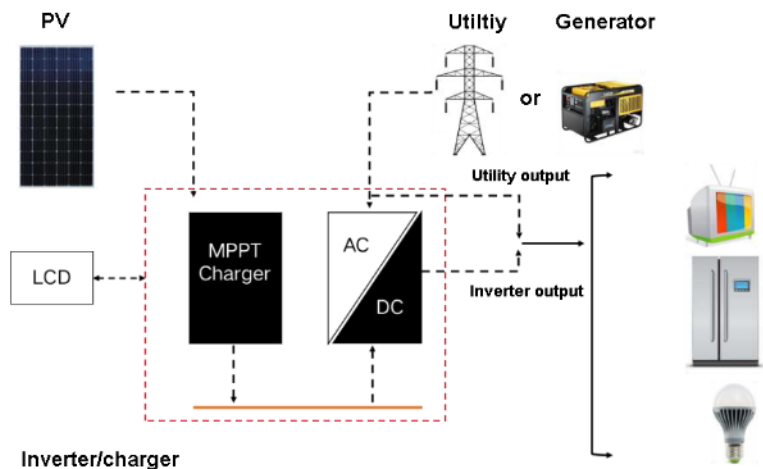 PV
Utiltiy
Generator
or
Utility output
MPPT
Charger
AC
LCD
DC
Inverter output
Inverter/charger